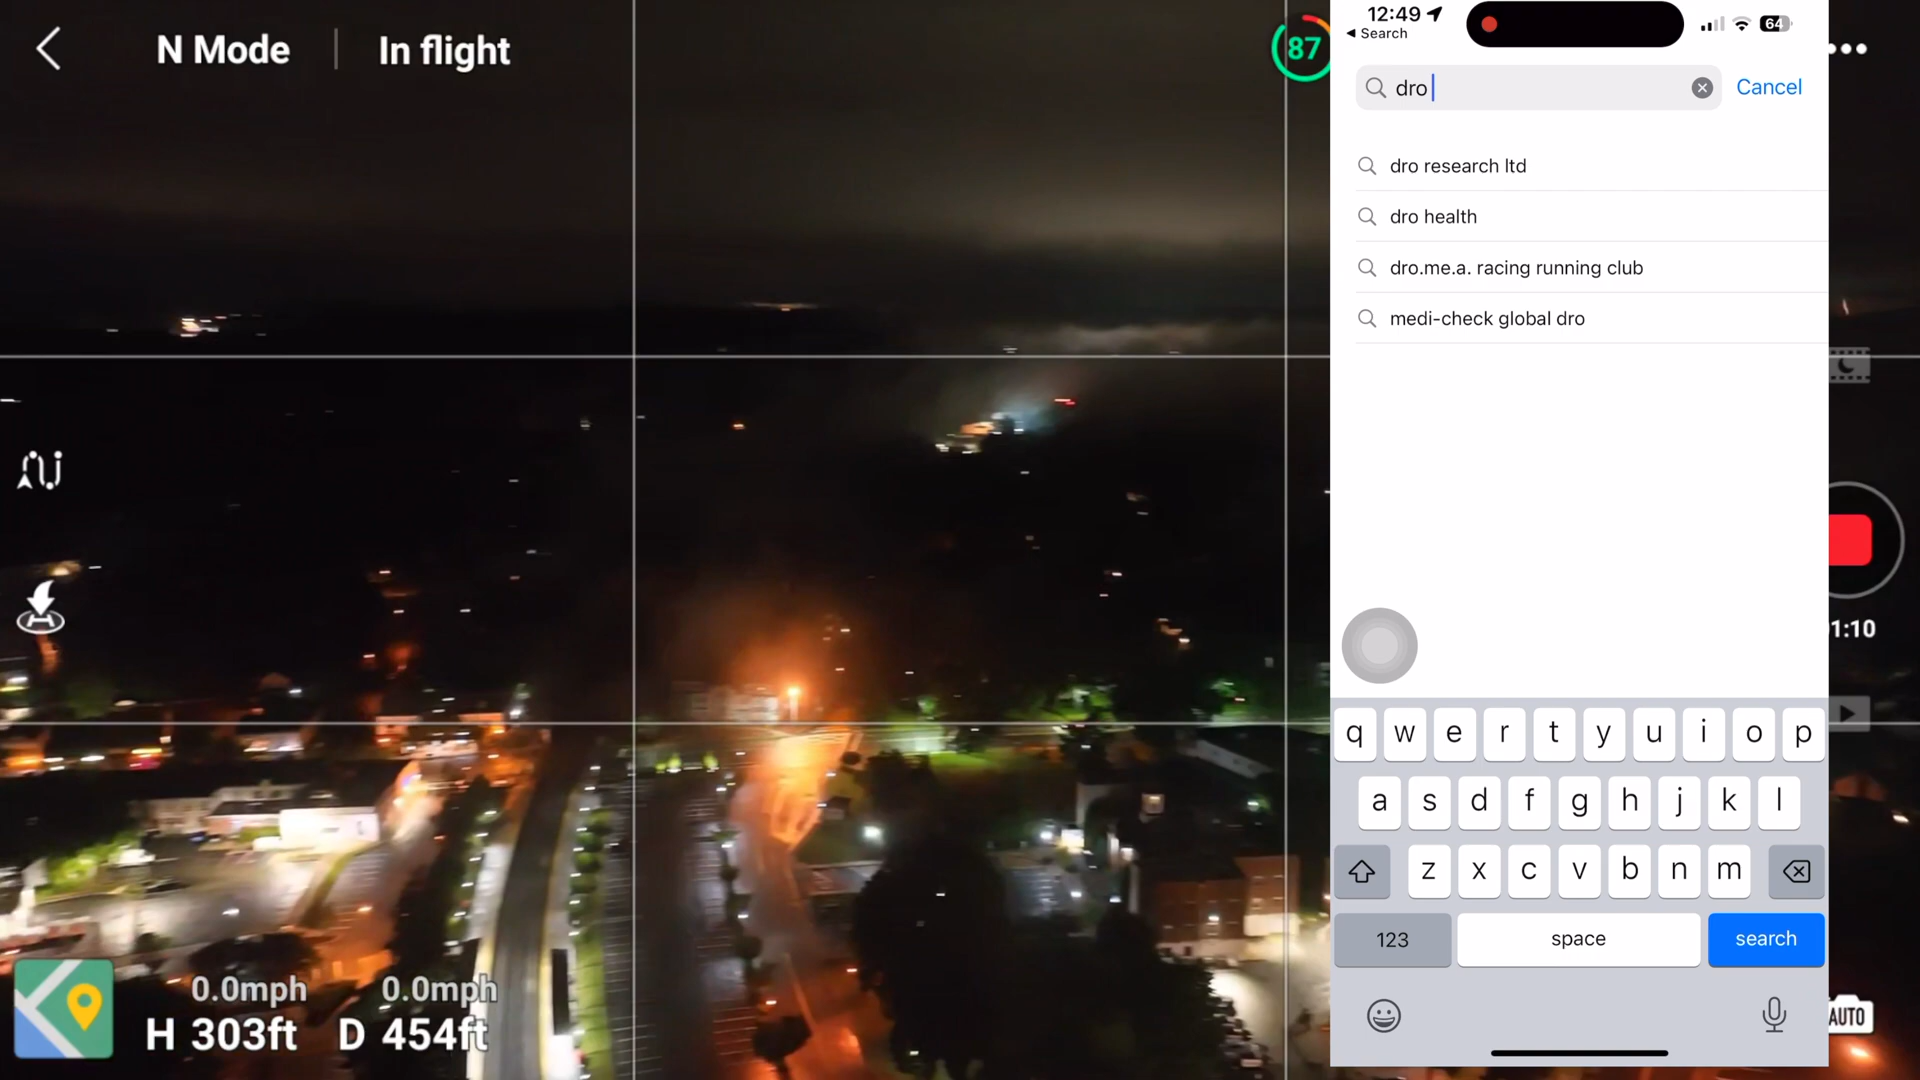 N Mode
In flight
87
12:49
64
Search
dro
Cancel
dro research ltd
dro health
dro.me.a. racing running club
medi-check global dro
1:10
q w e r t y u i o p
a s d f g h j k l
z x c v b n m
123
space
search
0.0mph
0.0mph
H 303ft
D 454ft
AUTO